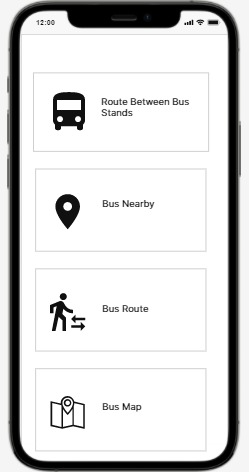 12:00
Route Between Bus
Stands
Bus Nearby
Bus Route
Bus Map